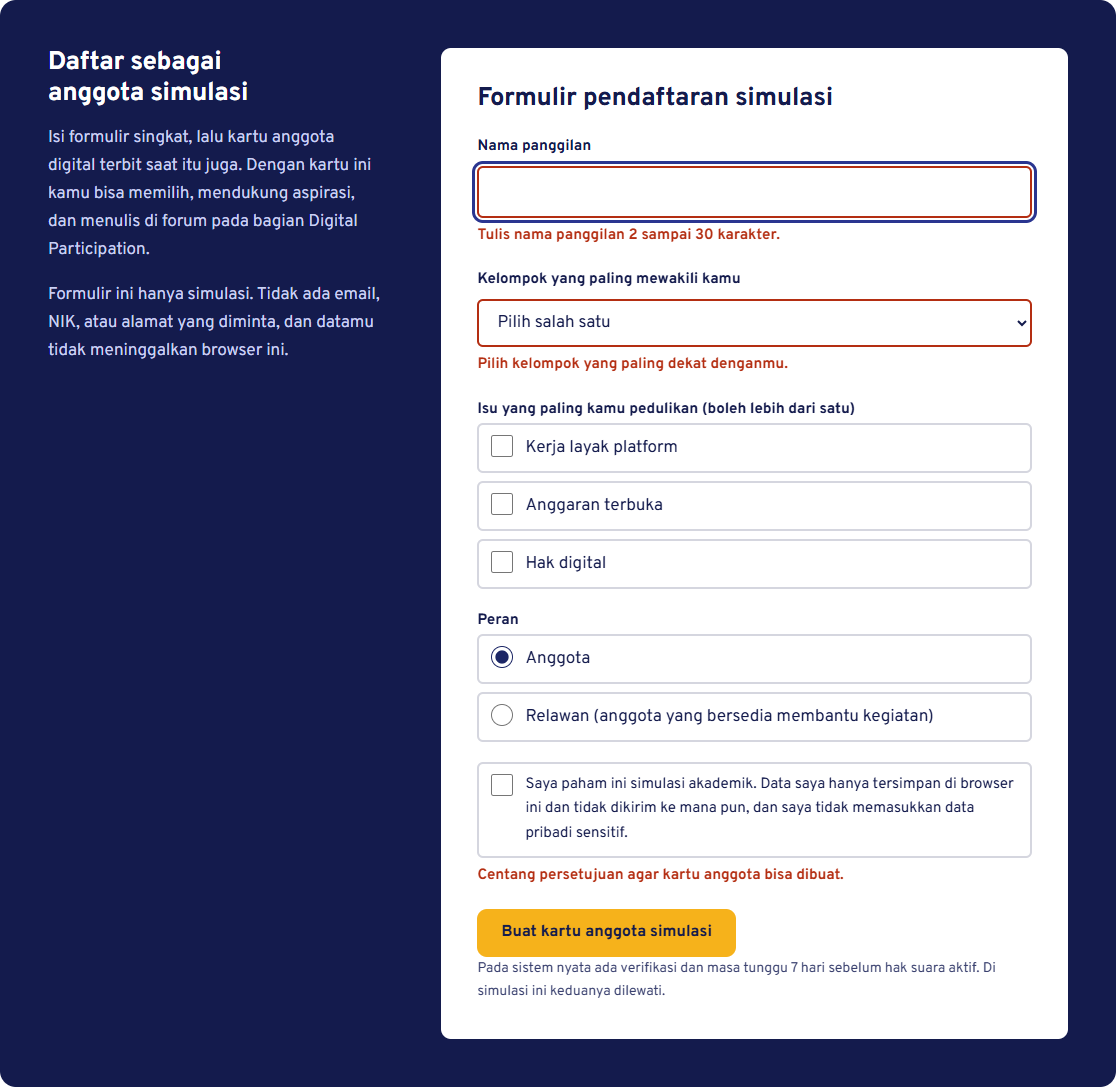 Daftar sebagai
anggota simulasi
Isi formulir singkat, lalu kartu anggota
digital terbit saat itu juga. Dengan kartu ini
kamu bisa memilih, mendukung aspirasi,
dan menulis di forum pada bagian Digital
Participation.
Formulir ini hanya simulasi. Tidak ada email,
NIK, atau alamat yang diminta, dan datamu
tidak meninggalkan browser ini.
Formulir pendaftaran simulasi
Nama panggilan
Tulis nama panggilan 2 sampai 30 karakter.
Kelompok yang paling mewakili kamu
Pilih salah satu
Pilih kelompok yang paling dekat denganmu.
Isu yang paling kamu pedulikan (boleh lebih dari satu)
Kerja layak platform
Anggaran terbuka
Hak digital
Peran
Anggota
Relawan (anggota yang bersedia membantu kegiatan)
Saya paham ini simulasi akademik. Data saya hanya tersimpan di browser
ini dan tidak dikirim ke mana pun, dan saya tidak memasukkan data
pribadi sensitif.
Centang persetujuan agar kartu anggota bisa dibuat.
Buat kartu anggota simulasi
Pada sistem nyata ada verifikasi dan masa tunggu 7 hari sebelum hak suara aktif. Di
simulasi ini keduanya dilewati.